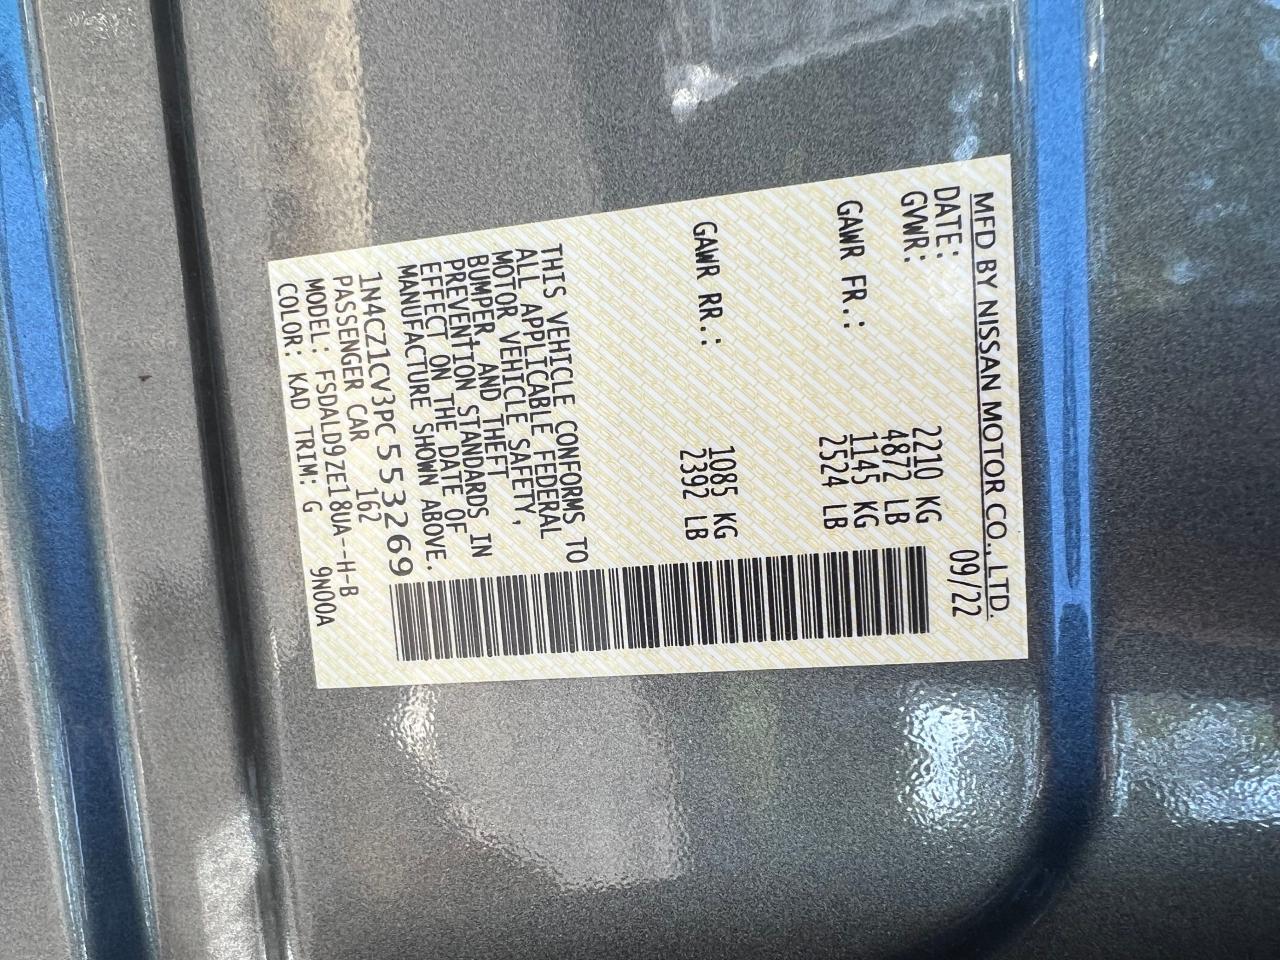 MFD BY NISSAN MOTOR CO., LTD.
DATE: 09/22
GVWR: 2210 KG
4872 LB
GAWR FR.: 1145 KG
2524 LB
GAWR RR.: 1085 KG
2392 LB
THIS VEHICLE CONFORMS TO
ALL APPLICABLE FEDERAL
MOTOR VEHICLE SAFETY,
BUMPER, AND THEFT
PREVENTION STANDARDS IN
EFFECT ON THE DATE OF
MANUFACTURE SHOWN ABOVE.
1N4CZ1CV3PC553269
PASSENGER CAR 162
MODEL: FSDALD9ZE18UA--H-B
COLOR: KAD TRIM: G 9N00A